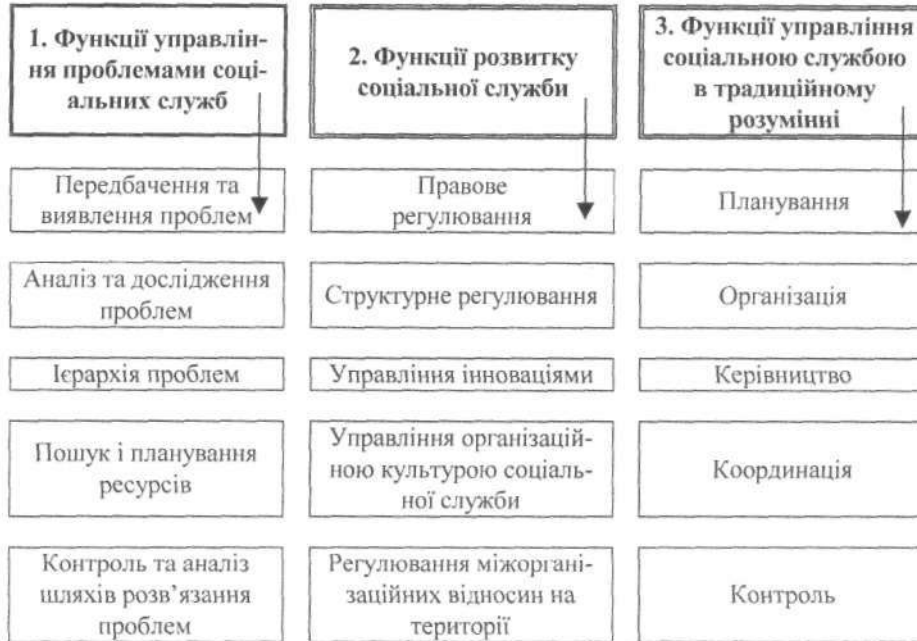 1. Функції управлін-
ня проблемами соці-
альних служб
2. Функції розвитку
соціальної служби
3. Функції управління
соціальною службою
в традиційному
розумінні
Передбачення та
виявлення проблем
Правове
регулювання
Планування
Аналіз та дослідження
проблем
Структурне регулювання
Організація
Ієрархія проблем
Управління інноваціями
Керівництво
Пошук і планування
ресурсів
Управління організацій-
ною культурою соціаль-
ної служби
Координація
Контроль та аналіз
шляхів розв’язання
проблем
Регулювання міжоргані-
заційних відносин на
території
Контроль